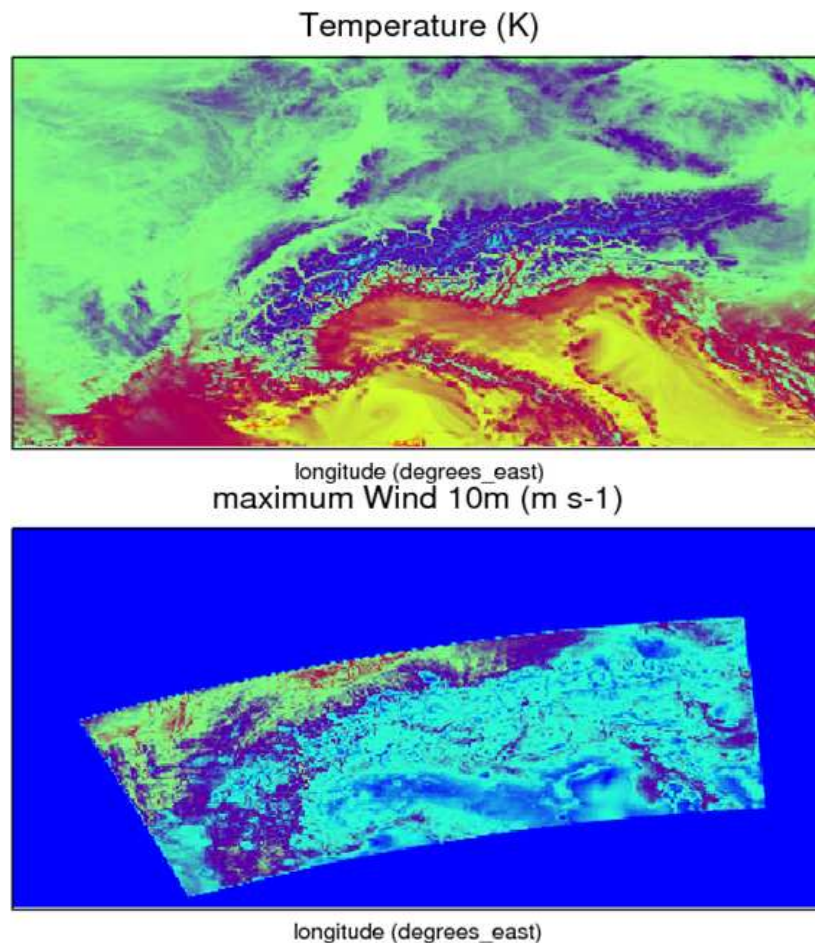 Temperature (K)
longitude (degrees_east)
maximum Wind 10m (m s-1)
longitude (degrees_east)